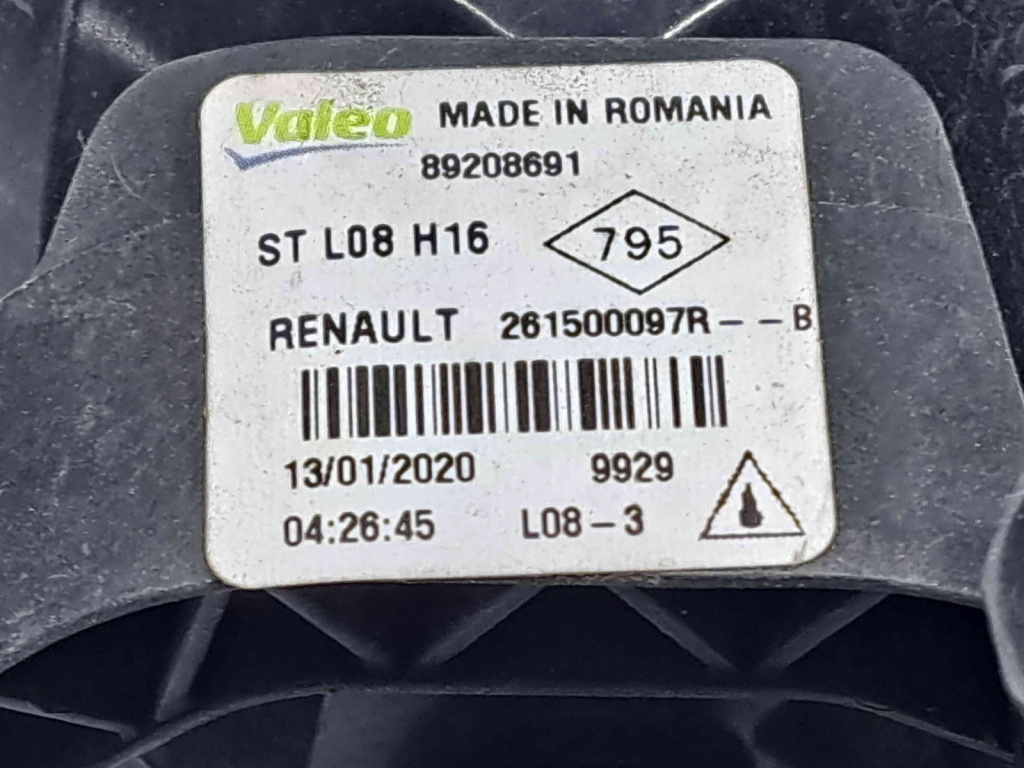 Valeo MADE IN ROMANIA
89208691
ST L08 H16 795
RENAULT 261500097R--B
13/01/2020 9929
04:26:45 L08-3